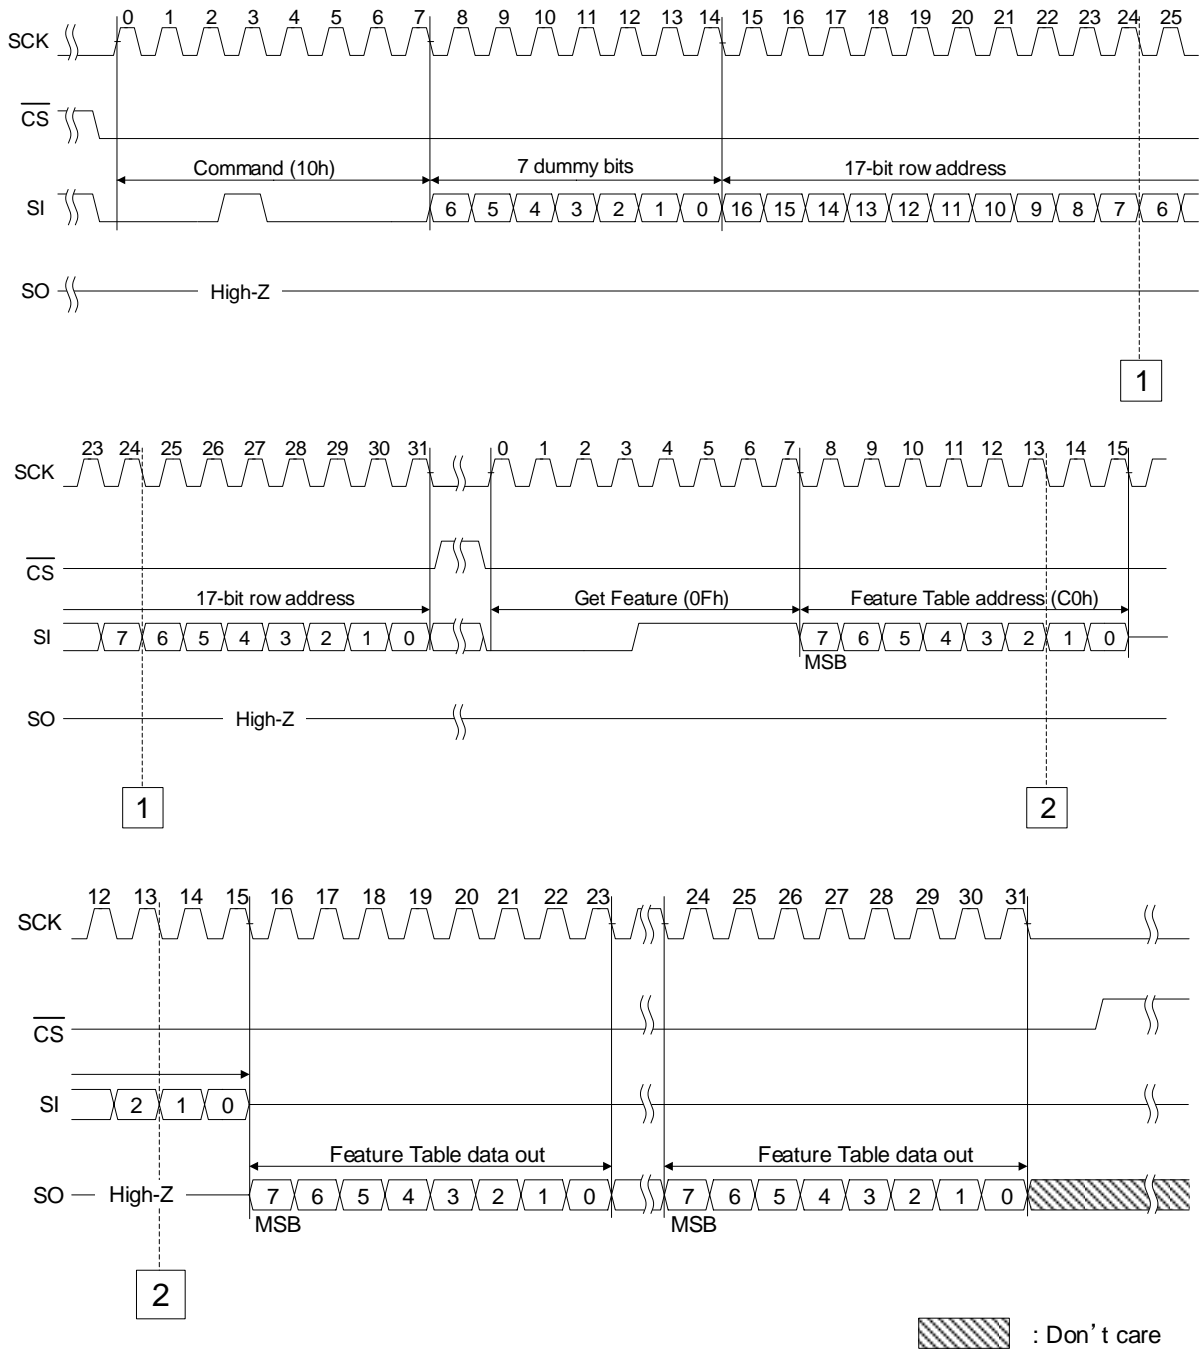 0 1 2 3 4 5 6 7 8 9 10 11 12 13 14 15 16 17 18 19 20 21 22 23 24 25
SCK
CS
Command (10h) 7 dummy bits 17-bit row address
SI 6 5 4 3 2 1 0 16 15 14 13 12 11 10 9 8 7 6
SO High-Z
1
23 24 25 26 27 28 29 30 31 0 1 2 3 4 5 6 7 8 9 10 11 12 13 14 15
SCK
CS
17-bit row address Get Feature (0Fh) Feature Table address (C0h)
SI 7 6 5 4 3 2 1 0 7 6 5 4 3 2 1 0
MSB
SO High-Z
1 2
12 13 14 15 16 17 18 19 20 21 22 23 24 25 26 27 28 29 30 31
SCK
CS
SI 2 1 0
Feature Table data out Feature Table data out
SO High-Z 7 6 5 4 3 2 1 0 7 6 5 4 3 2 1 0
MSB MSB
2
: Don’t care